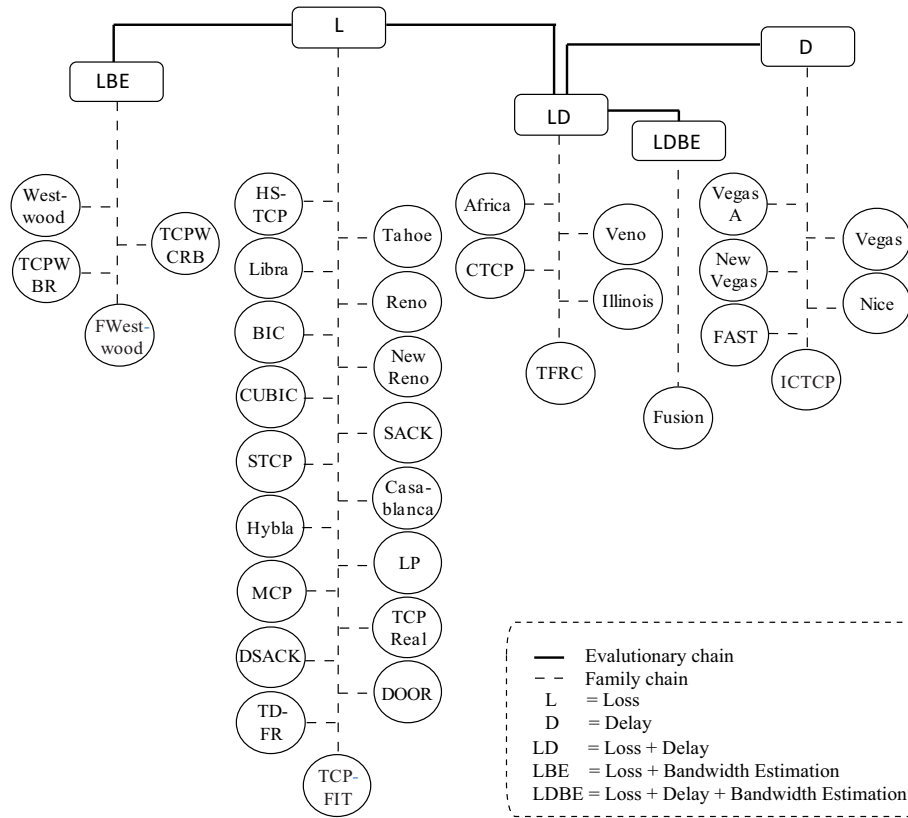 L
D
LBE
LD
LDBE
West-
wood
TCPW
CRB
TCPW
BR
FWest-
wood
HS-
TCP
Tahoe
Libra
Reno
BIC
New
Reno
CUBIC
SACK
STCP
Casa-
blanca
Hybla
LP
MCP
TCP
Real
DSACK
DOOR
TD-
FR
TCP-
FIT
Africa
Veno
CTCP
Illinois
TFRC
Fusion
Vegas
A
Vegas
New
Vegas
Nice
FAST
ICTCP
Evalutionary chain
Family chain
L = Loss
D = Delay
LD = Loss + Delay
LBE = Loss + Bandwidth Estimation
LDBE = Loss + Delay + Bandwidth Estimation